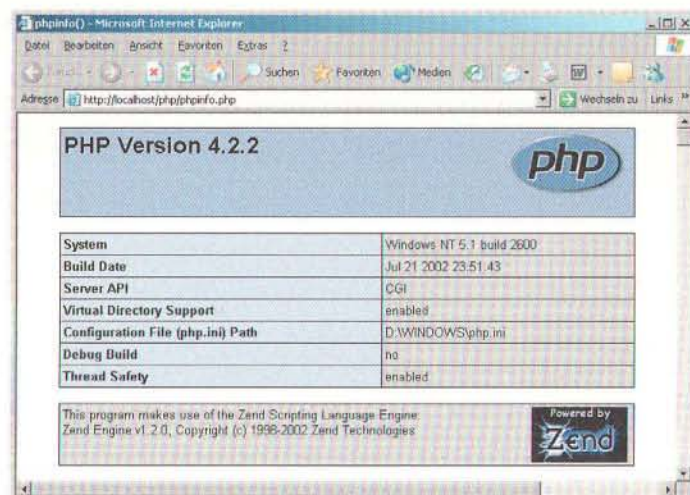 phpinfo() - Microsoft Internet Explorer
Datei Bearbeiten Ansicht Favoriten Extras ?
Suchen Favoriten Medien
Adresse http://localhost/php/phpinfo.php Wechseln zu Links »
PHP Version 4.2.2
php
System Windows NT 5.1 build 2600
Build Date Jul 21 2002 23:51:43
Server API CGI
Virtual Directory Support enabled
Configuration File (php.ini) Path D:\WINDOWS\php.ini
Debug Build no
Thread Safety enabled
This program makes use of the Zend Scripting Language Engine:
Zend Engine v1.2.0, Copyright (c) 1998-2002 Zend Technologies
Powered by
Zend